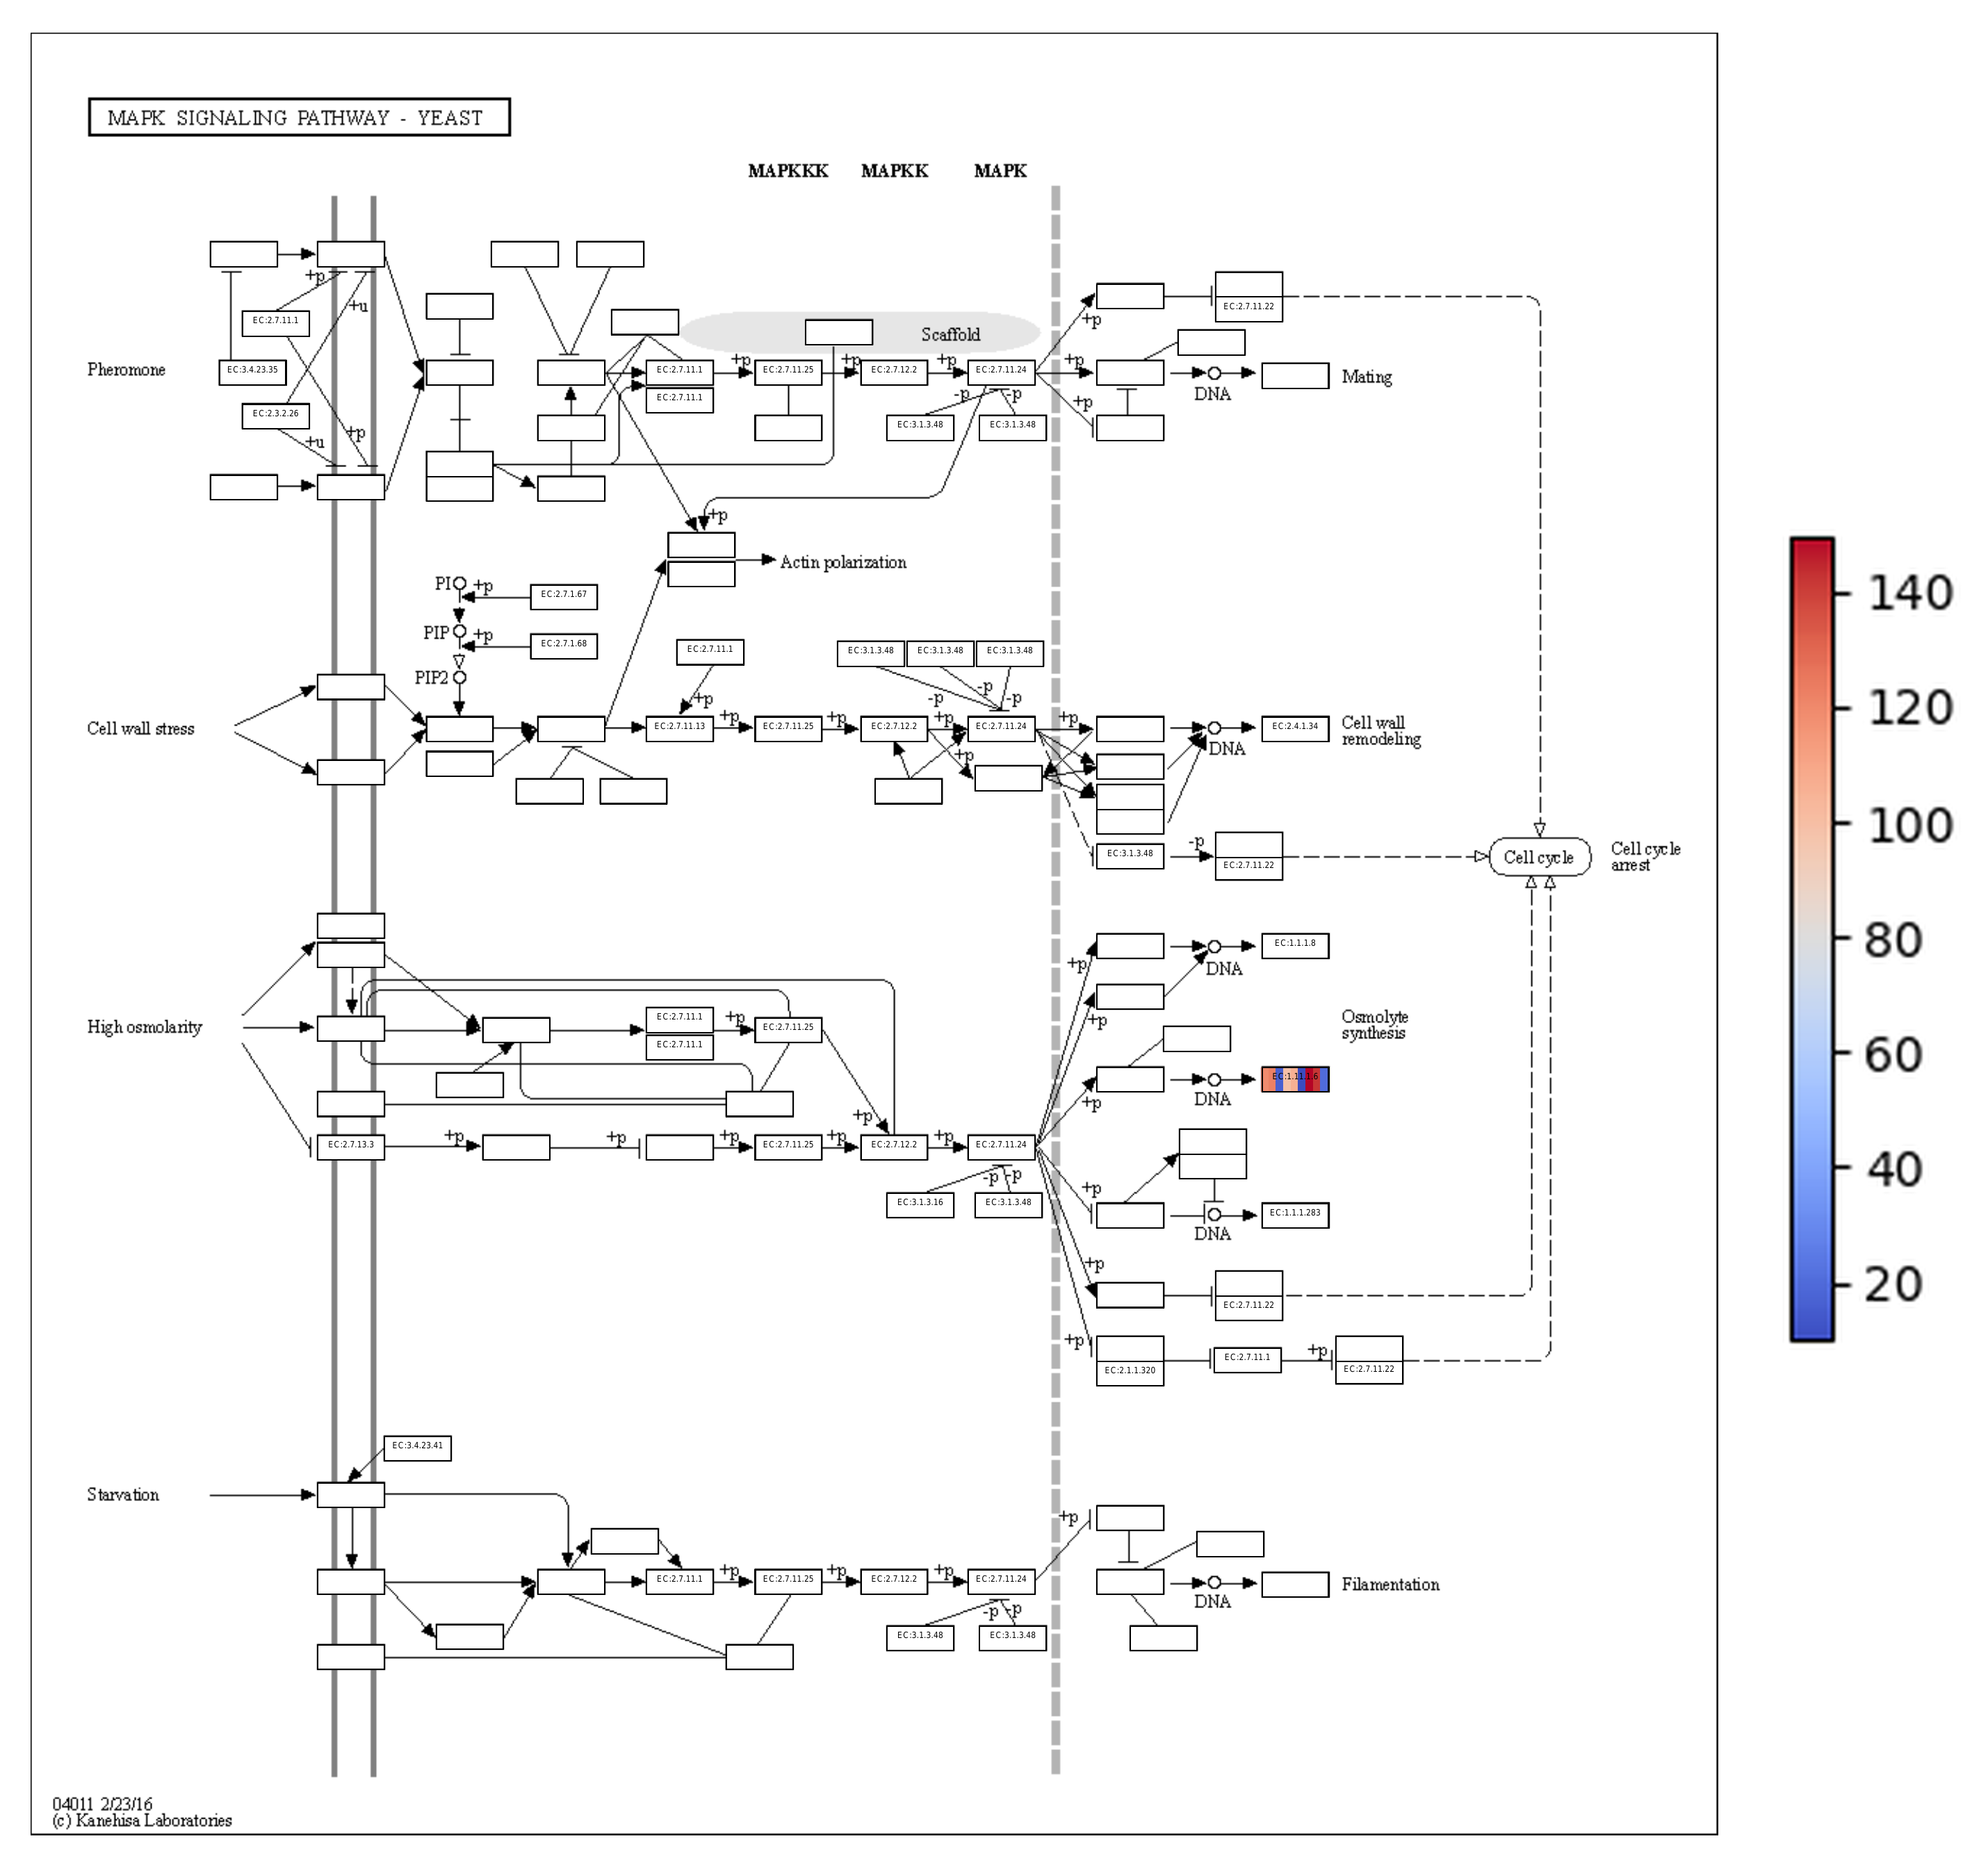 MAPK SIGNALING PATHWAY - YEAST
MAPKKK MAPKK MAPK
+p
+u
EC:2.7.11.1
EC:2.7.11.22
+p
Scaffold
Pheromone
EC:3.4.23.35
EC:2.7.11.1
+p
EC:2.7.11.25
+p
EC:2.7.12.2
+p
EC:2.7.11.24
+p
Mating
DNA
EC:2.7.11.1
-p
-p
+p
EC:2.3.2.26
+u
+p
EC:3.1.3.48
EC:3.1.3.48
+p
Actin polarization
PI
+p
EC:2.7.1.67
PIP
+p
EC:2.7.1.68
PIP2
EC:2.7.11.1
EC:3.1.3.48
EC:3.1.3.48
EC:3.1.3.48
+p
-p
-p
-p
Cell wall stress
EC:2.7.11.13
+p
EC:2.7.11.25
+p
EC:2.7.12.2
+p
EC:2.7.11.24
+p
DNA
EC:2.4.1.34
Cell wall
remodeling
+p
EC:3.1.3.48
-p
EC:2.7.11.22
Cell cycle
Cell cycle
arrest
+p
DNA
EC:1.1.1.8
High osmolarity
EC:2.7.11.1
+p
EC:2.7.11.25
EC:2.7.11.1
+p
Osmolyte
synthesis
+p
DNA
EC:1.11.1.6
+p
EC:2.7.13.3
+p
+p
+p
EC:2.7.11.25
+p
EC:2.7.12.2
+p
EC:2.7.11.24
-p
-p
EC:3.1.3.16
EC:3.1.3.48
+p
DNA
EC:1.1.1.283
+p
EC:2.7.11.22
+p
EC:2.1.1.320
EC:2.7.11.1
+p
EC:2.7.11.22
EC:3.4.23.41
Starvation
+p
EC:2.7.11.1
+p
EC:2.7.11.25
+p
EC:2.7.12.2
+p
EC:2.7.11.24
DNA
Filamentation
-p
-p
EC:3.1.3.48
EC:3.1.3.48
04011 2/23/16
(c) Kanehisa Laboratories
140
120
100
80
60
40
20